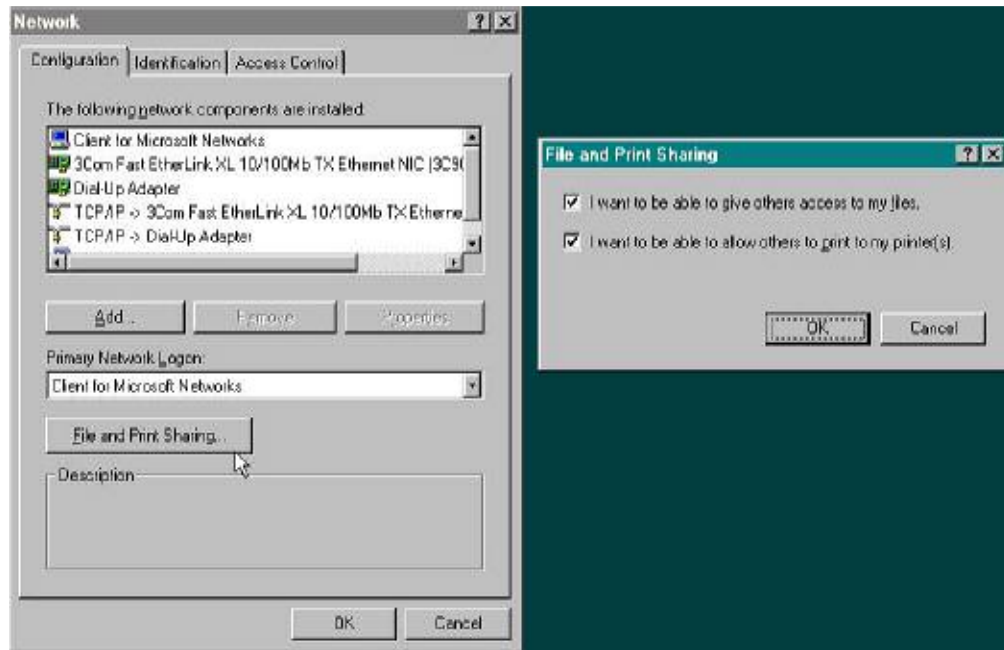 Network
Configuration
Identification
Access Control
The following network components are installed:
Client for Microsoft Networks
3Com Fast EtherLink XL 10/100Mb TX Ethernet NIC (3C90
Dial-Up Adapter
TCP/IP -> 3Com Fast EtherLink XL 10/100Mb TX Etherne
TCP/IP -> Dial-Up Adapter
Add...
Remove
Properties
Primary Network Logon:
Client for Microsoft Networks
File and Print Sharing...
Description
OK
Cancel
File and Print Sharing
I want to be able to give others access to my files.
I want to be able to allow others to print to my printer(s).
OK
Cancel